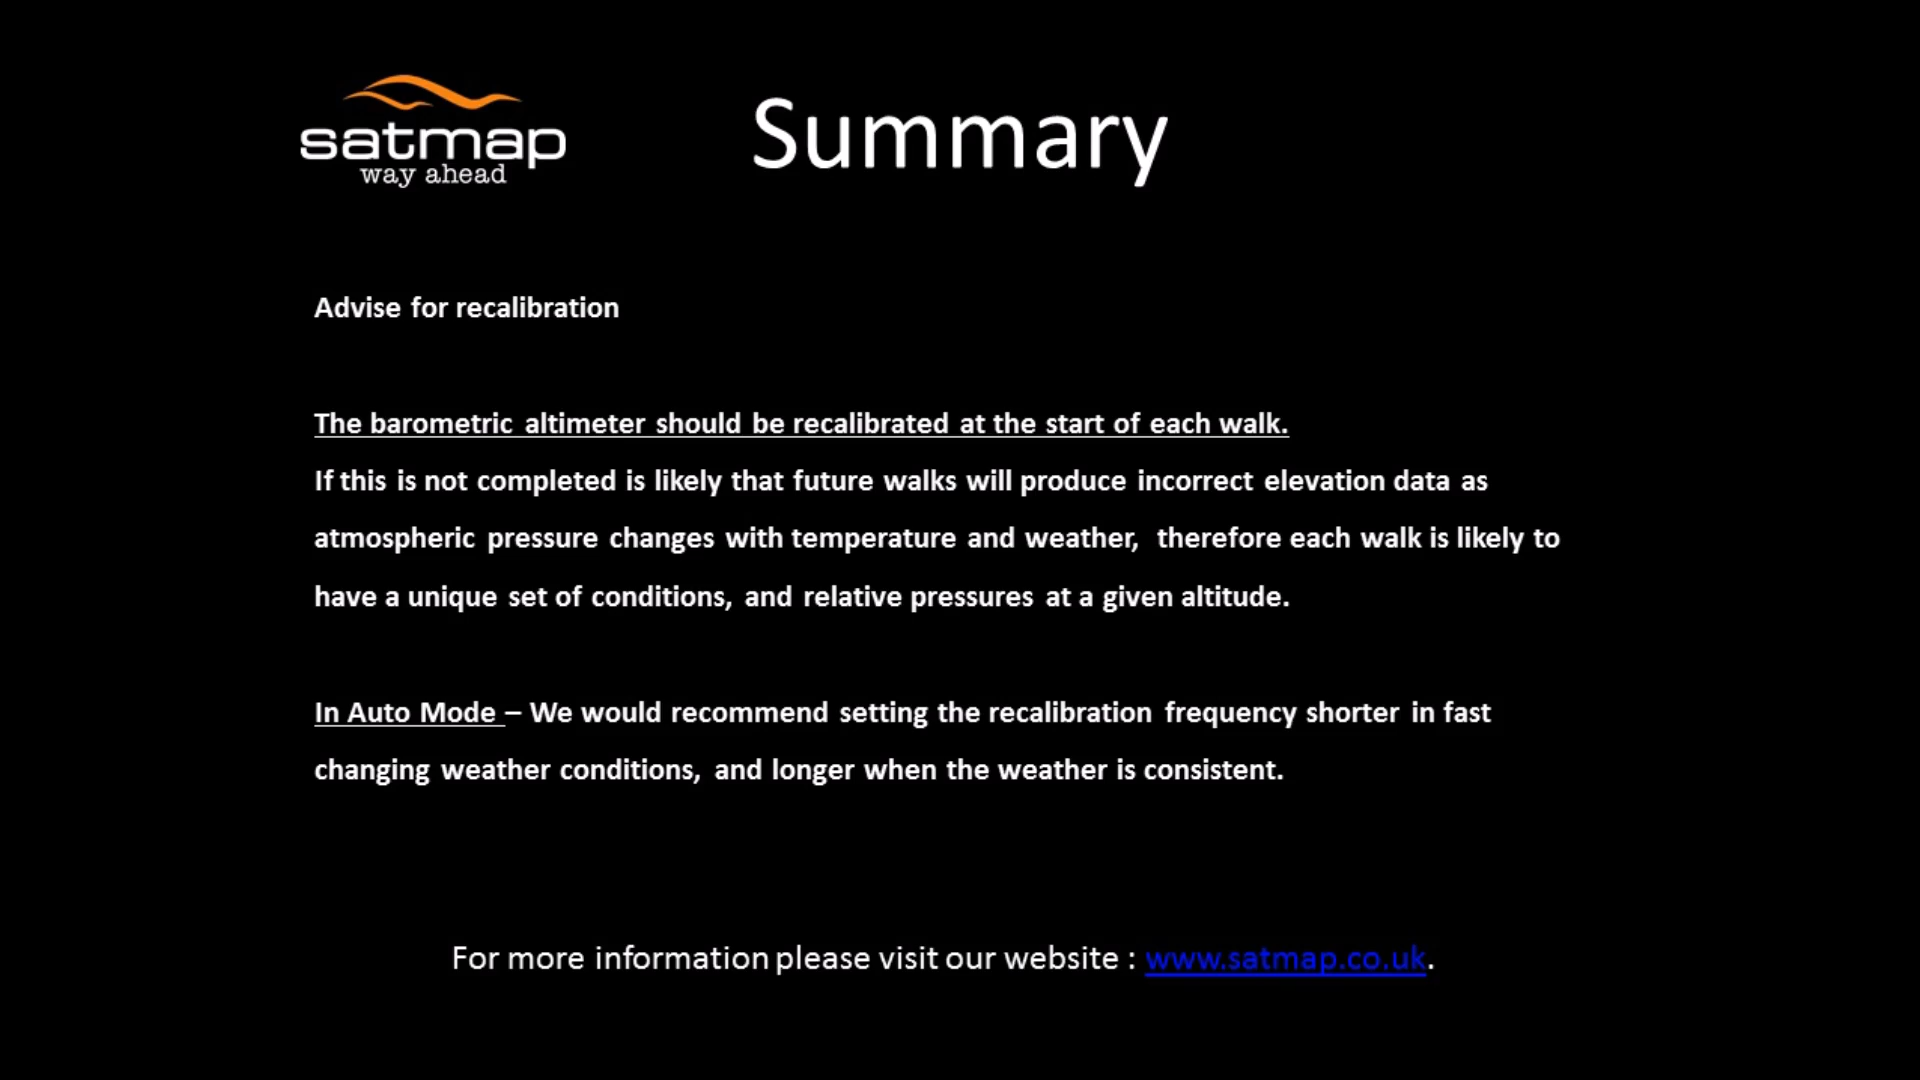 satmap
way ahead
Summary
Advise for recalibration
The barometric altimeter should be recalibrated at the start of each walk.
If this is not completed is likely that future walks will produce incorrect elevation data as
atmospheric pressure changes with temperature and weather, therefore each walk is likely to
have a unique set of conditions, and relative pressures at a given altitude.
In Auto Mode – We would recommend setting the recalibration frequency shorter in fast
changing weather conditions, and longer when the weather is consistent.
For more information please visit our website : www.satmap.co.uk.